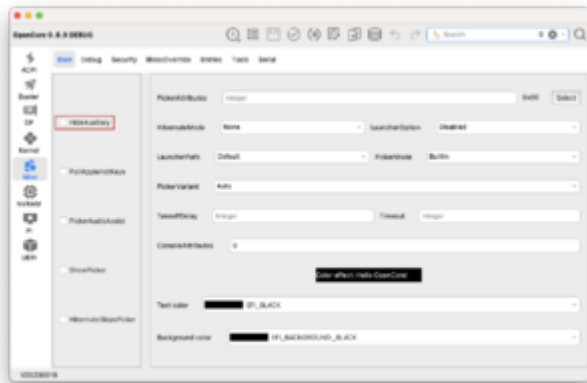 OpenCore 0.8.9 DEBUG
Search
Boot Debug Security BlessOverride Entries Tools Serial
ACPI
Booter
DP
Kernel
Misc
NVRAM
PI
UEFI
HideAuxiliary
PollAppleHotKeys
PickerAudioAssist
ShowPicker
HibernateSkipsPicker
PickerAttributes Integer 0x00 Select
HibernateMode None LauncherOption Disabled
LauncherPath Default PickerMode Builtin
PickerVariant Auto
TakeoffDelay Integer Timeout Integer
ConsoleAttributes 0
Color effect: Hello OpenCore!
Text color EFI_BLACK
Background color EFI_BACKGROUND_BLACK